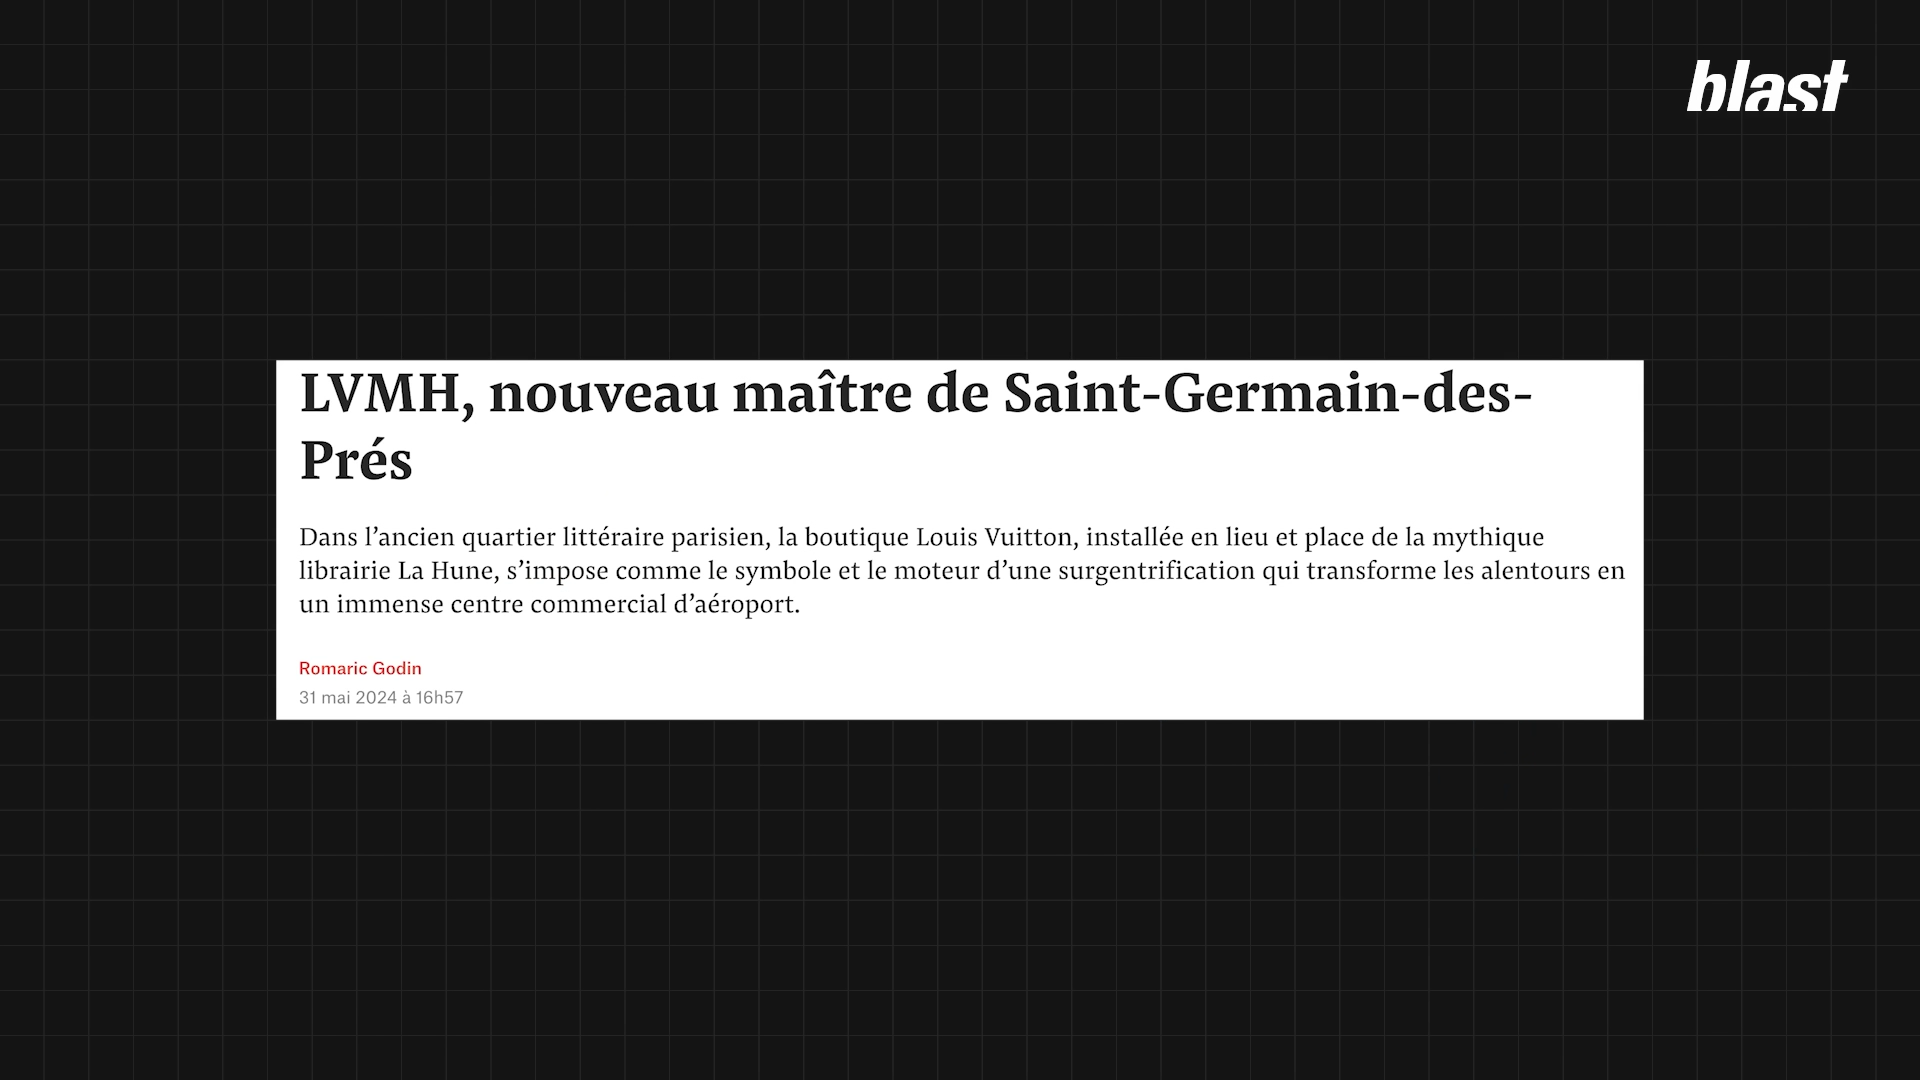 blast
LVMH, nouveau maître de Saint-Germain-des-
Prés
Dans l’ancien quartier littéraire parisien, la boutique Louis Vuitton, installée en lieu et place de la mythique
librairie La Hune, s’impose comme le symbole et le moteur d’une surgentrification qui transforme les alentours en
un immense centre commercial d’aéroport.
Romaric Godin
31 mai 2024 à 16h57